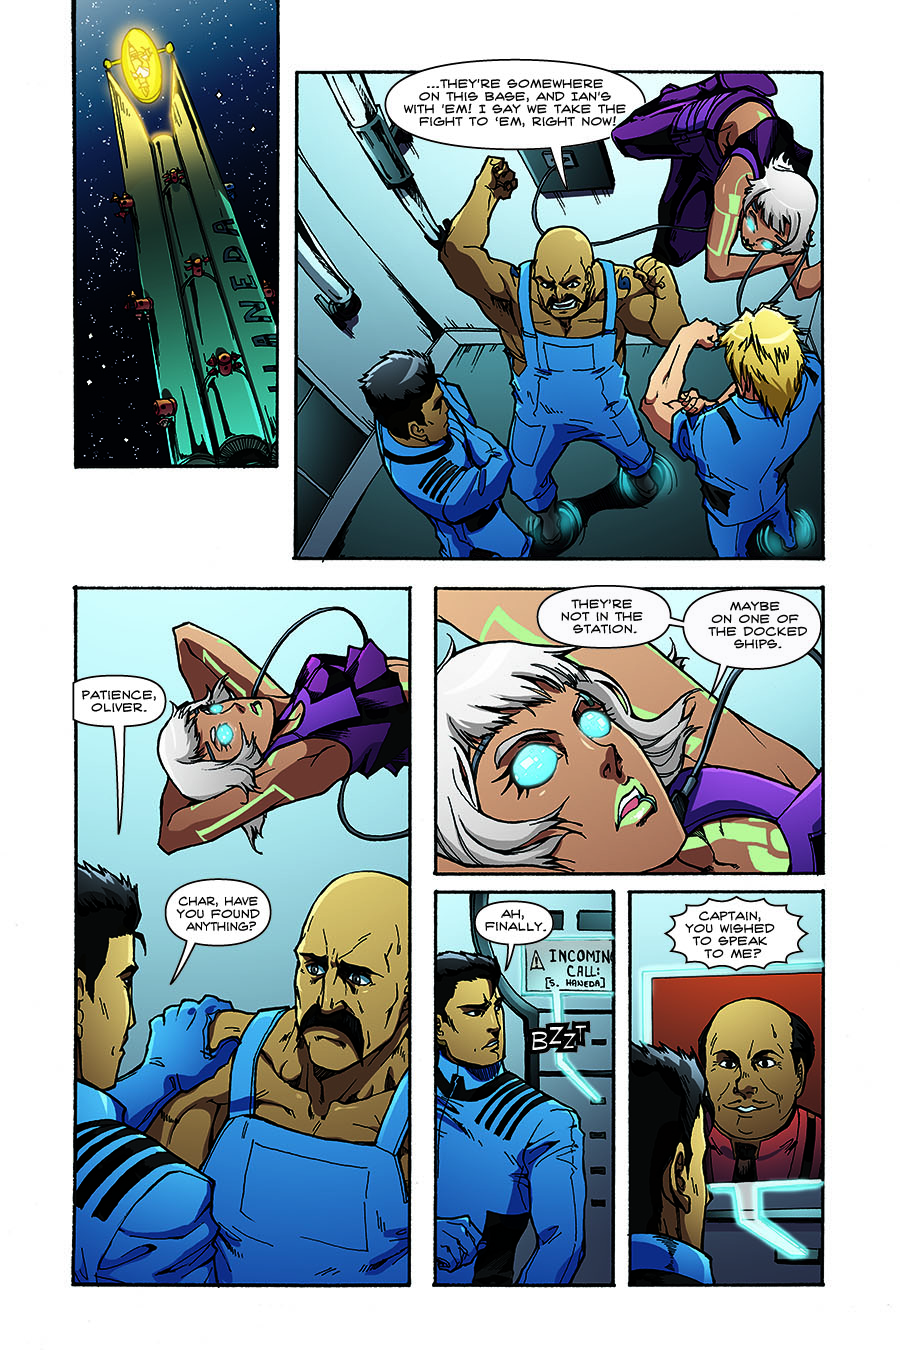 HANEDA
...THEY'RE SOMEWHERE
ON THIS BASE, AND IAN'S
WITH 'EM! I SAY WE TAKE THE
FIGHT TO 'EM, RIGHT NOW!
PATIENCE,
OLIVER.
CHAR, HAVE
YOU FOUND
ANYTHING?
THEY'RE
NOT IN THE
STATION.
MAYBE
ON ONE OF
THE DOCKED
SHIPS.
AH,
FINALLY.
INCOMING
CALL:
[S. HANEDA]
BZZT
CAPTAIN,
YOU WISHED
TO SPEAK
TO ME?